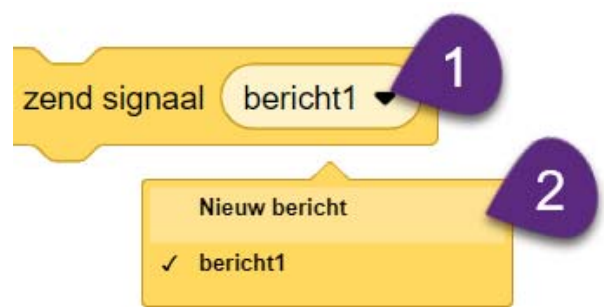 zend signaal bericht1 1
Nieuw bericht 2
✓ bericht1